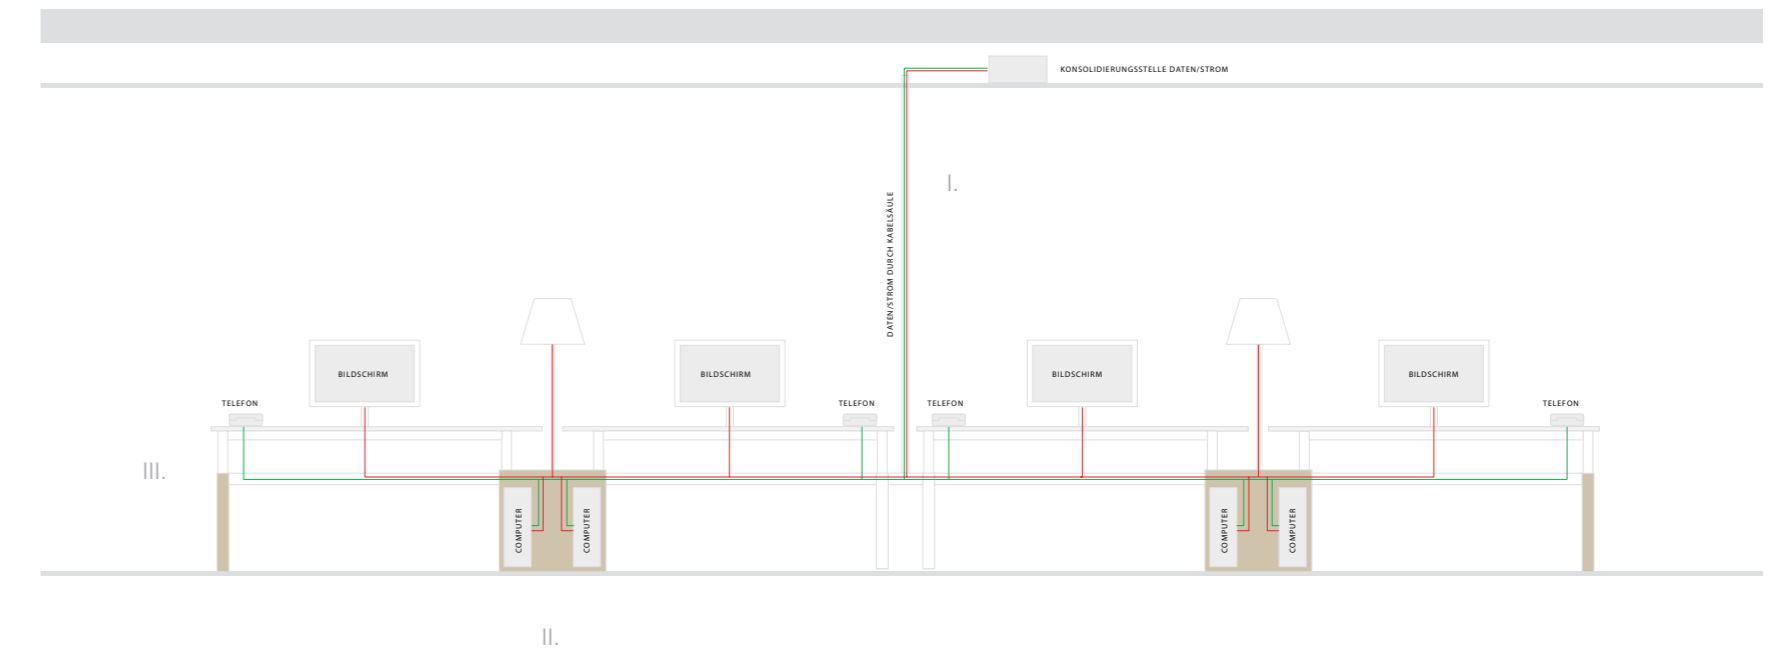 KONSOLIDIERUNGSSTELLE DATEN/STROM
I.
DATEN/STROM DURCH KABELSÄULE
BILDSCHIRM
BILDSCHIRM
BILDSCHIRM
BILDSCHIRM
TELEFON
TELEFON
TELEFON
TELEFON
III.
COMPUTER
COMPUTER
COMPUTER
COMPUTER
II.